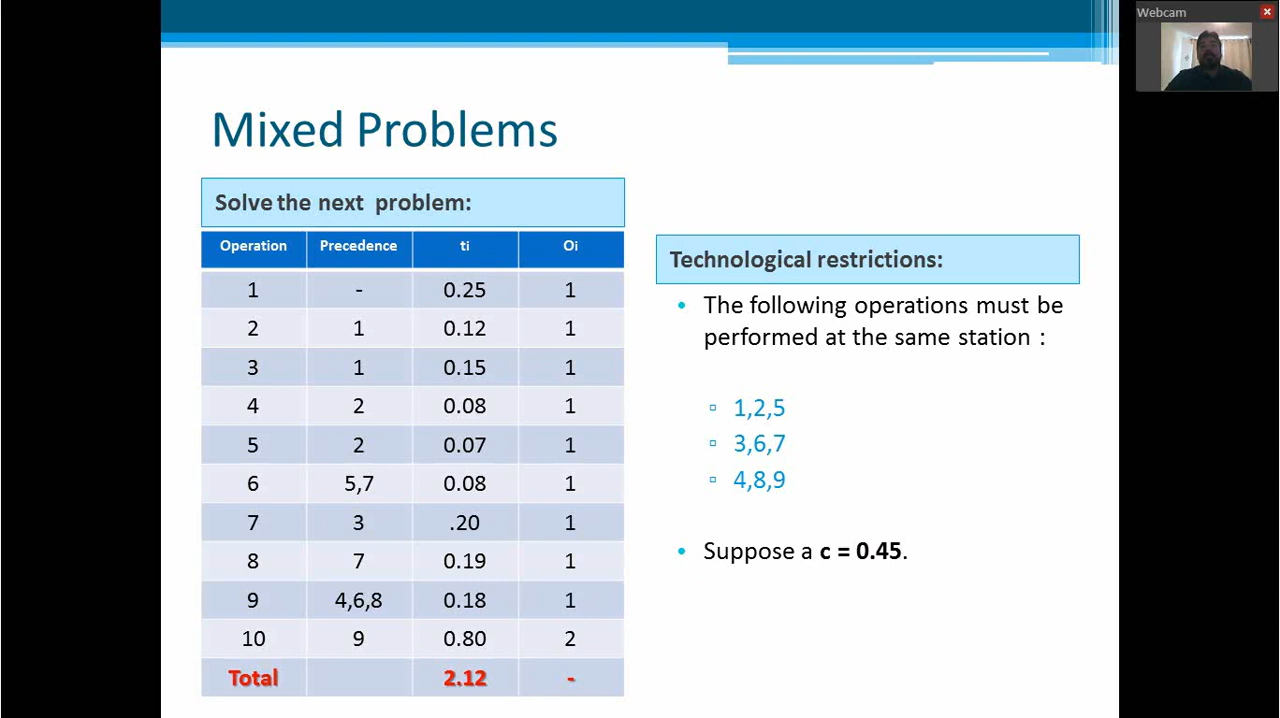 Webcam
Mixed Problems
Solve the next problem:
Operation Precedence ti Oi
1 - 0.25 1
2 1 0.12 1
3 1 0.15 1
4 2 0.08 1
5 2 0.07 1
6 5,7 0.08 1
7 3 .20 1
8 7 0.19 1
9 4,6,8 0.18 1
10 9 0.80 2
Total 2.12 -
Technological restrictions:
• The following operations must be
performed at the same station :
▫ 1,2,5
▫ 3,6,7
▫ 4,8,9
• Suppose a c = 0.45.